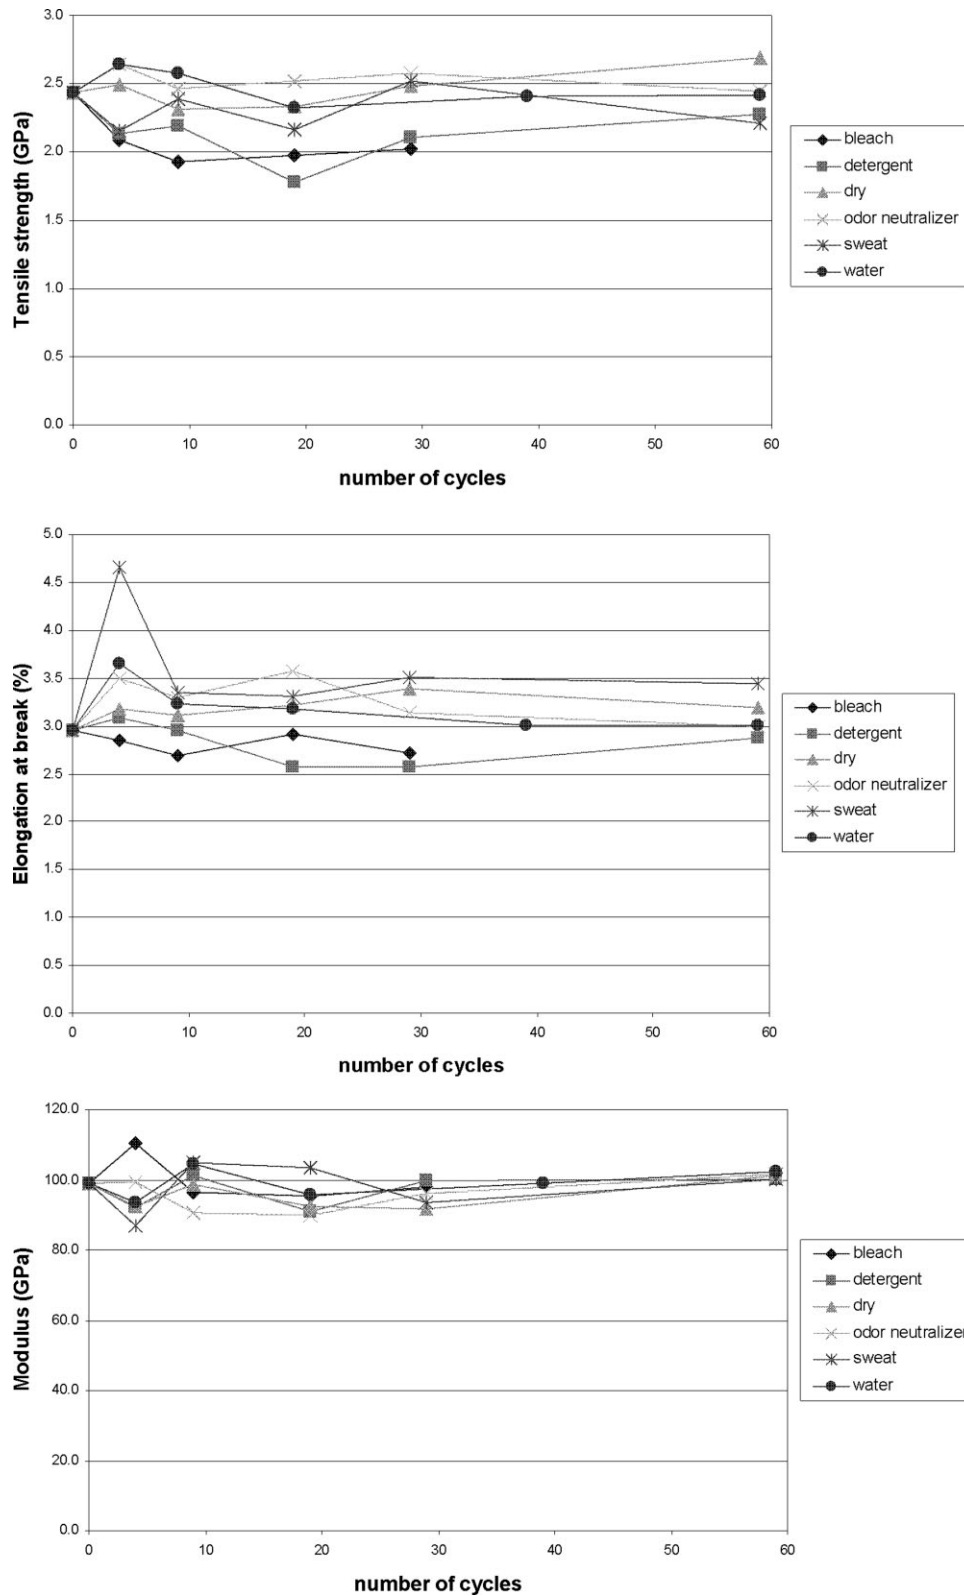 3.0
2.5
2.0
1.5
1.0
0.5
0.0
Tensile strength (GPa)
0 10 20 30 40 50 60
number of cycles
bleach
detergent
dry
odor neutralizer
sweat
water
5.0
4.5
4.0
3.5
3.0
2.5
2.0
1.5
1.0
0.5
0.0
Elongation at break (%)
0 10 20 30 40 50 60
number of cycles
bleach
detergent
dry
odor neutralizer
sweat
water
120.0
100.0
80.0
60.0
40.0
20.0
0.0
Modulus (GPa)
0 10 20 30 40 50 60
number of cycles
bleach
detergent
dry
odor neutralizer
sweat
water